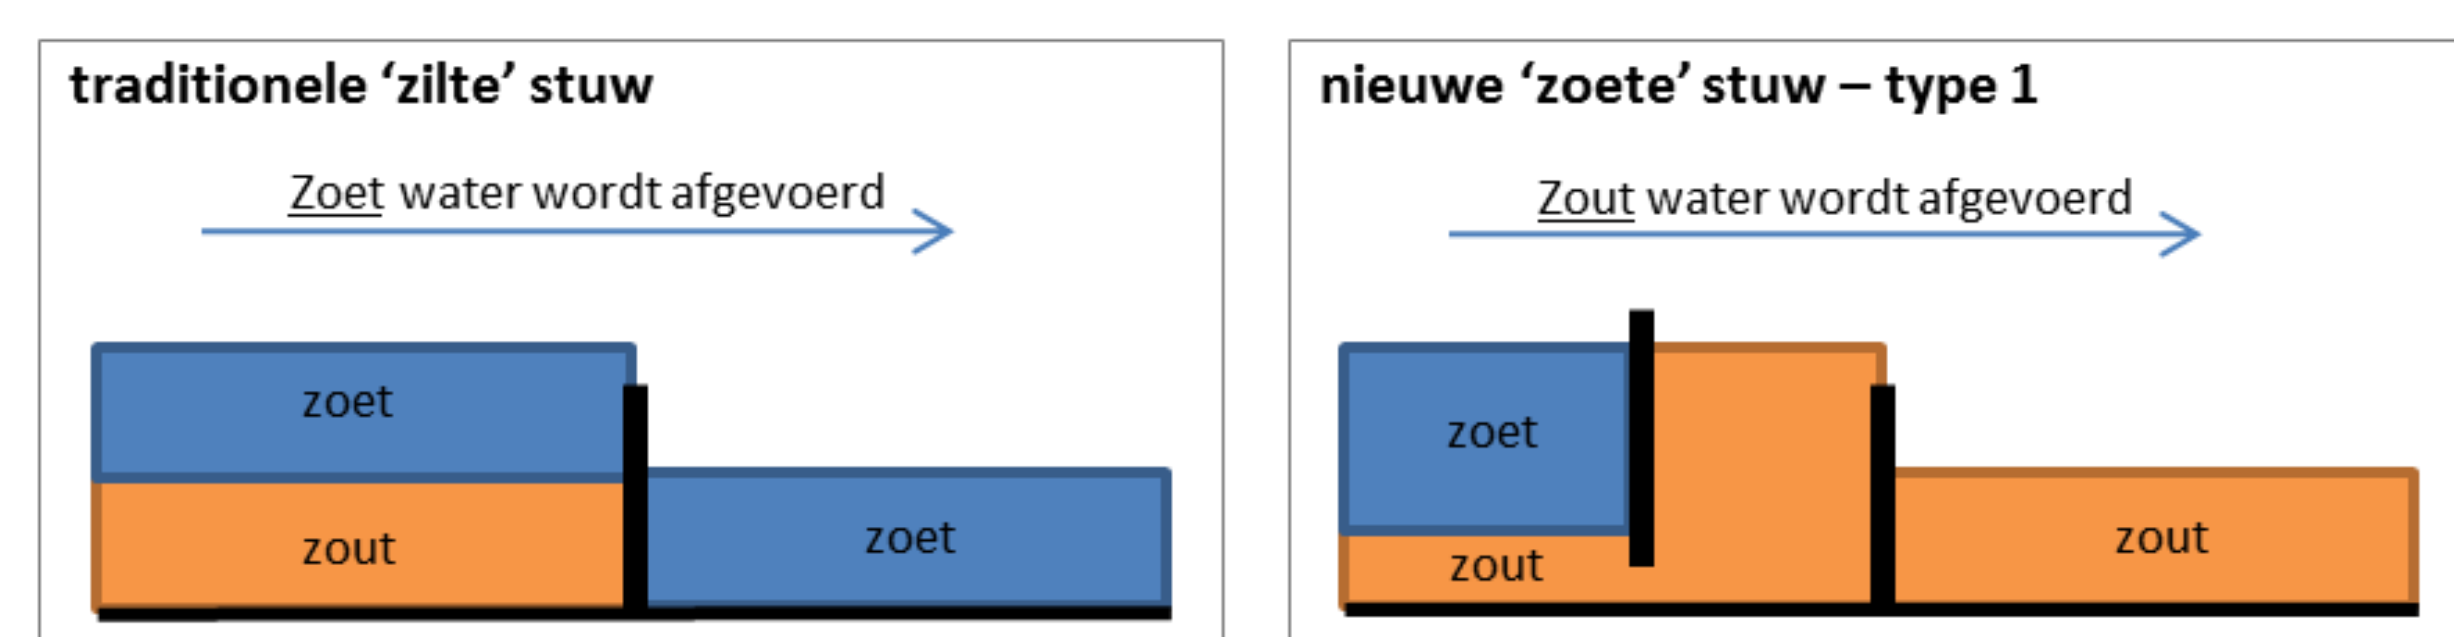 traditionele ‘zilte’ stuw
Zoet water wordt afgevoerd
zoet
zout
zoet
nieuwe ‘zoete’ stuw – type 1
Zout water wordt afgevoerd
zoet
zout
zout